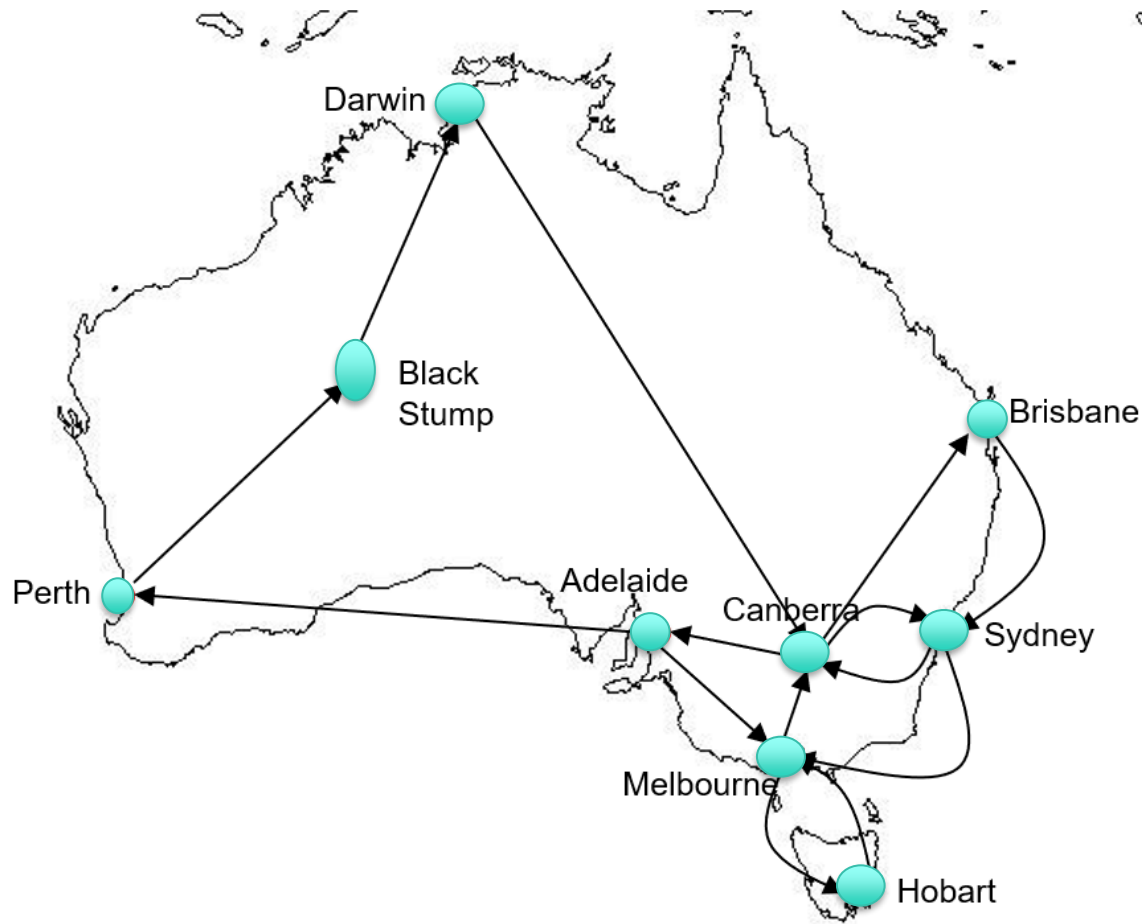 Darwin
Black
Stump
Brisbane
Perth
Adelaide
Canberra
Sydney
Melbourne
Hobart